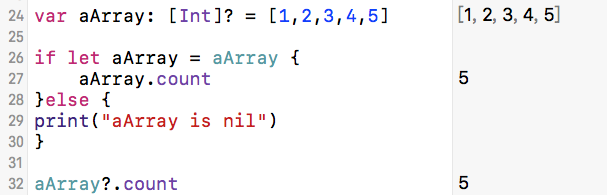 24 var aArray: [Int]? = [1,2,3,4,5] [1, 2, 3, 4, 5]
25
26 if let aArray = aArray {
27 aArray.count 5
28 }else {
29 print("aArray is nil")
30 }
31
32 aArray?.count 5